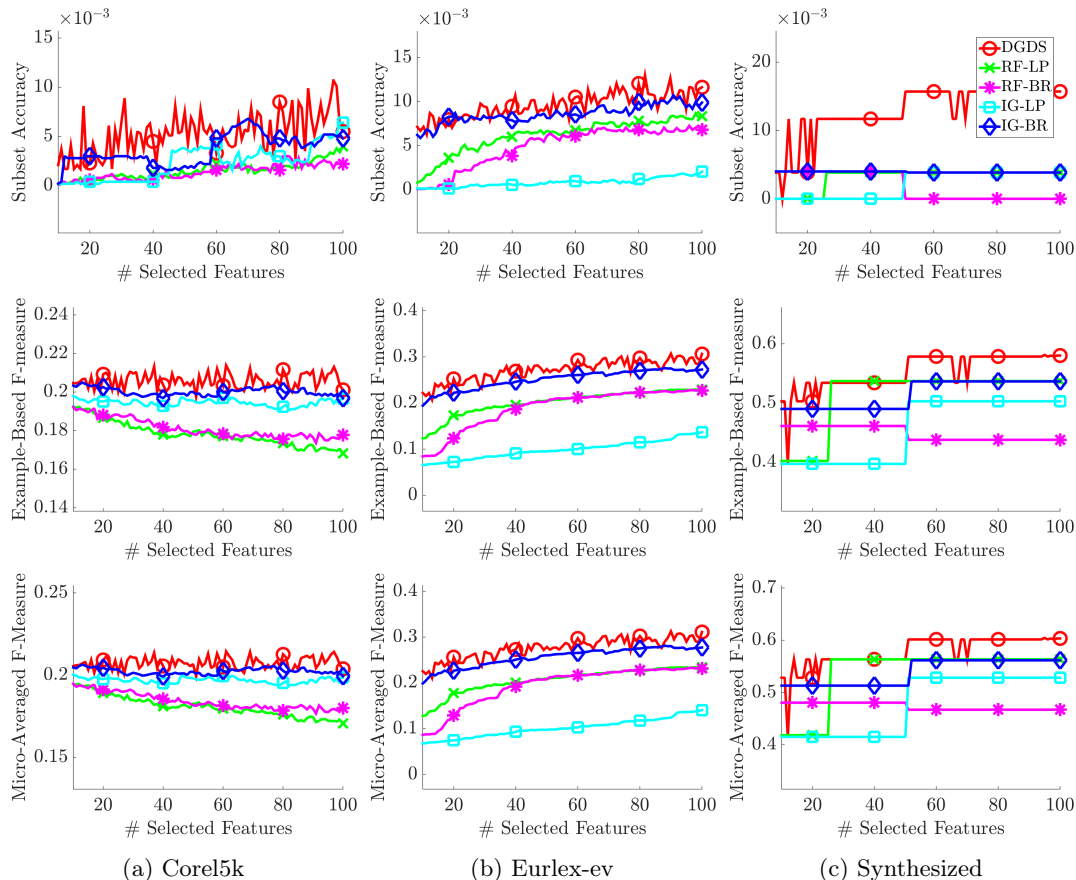 ×10⁻³
15
10
5
0
Subset Accuracy
20 40 60 80 100
# Selected Features
×10⁻³
15
10
5
0
Subset Accuracy
20 40 60 80 100
# Selected Features
×10⁻³
20
10
0
Subset Accuracy
20 40 60 80 100
# Selected Features
DGDS
RF-LP
RF-BR
IG-LP
IG-BR
0.24
0.22
0.2
0.18
0.16
0.14
Example-Based F-measure
20 40 60 80 100
# Selected Features
0.4
0.3
0.2
0.1
0
Example-Based F-measure
20 40 60 80 100
# Selected Features
0.6
0.5
0.4
Example-Based F-measure
20 40 60 80 100
# Selected Features
0.25
0.2
0.15
Micro-Averaged F-Measure
20 40 60 80 100
# Selected Features
0.4
0.3
0.2
0.1
0
Micro-Averaged F-Measure
20 40 60 80 100
# Selected Features
0.7
0.6
0.5
0.4
Micro-Averaged F-Measure
20 40 60 80 100
# Selected Features
(a) Corel5k
(b) Eurlex-ev
(c) Synthesized